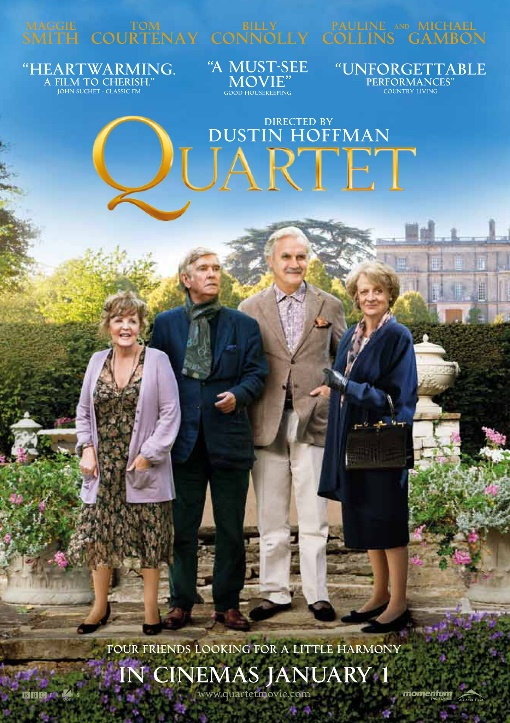 MAGGIE SMITH TOM COURTENAY BILLY CONNOLLY PAULINE COLLINS AND MICHAEL GAMBON
"HEARTWARMING.
A FILM TO CHERISH."
JOHN SUCHET - CLASSIC FM
"A MUST-SEE
MOVIE"
GOOD HOUSEKEEPING
"UNFORGETTABLE
PERFORMANCES"
COUNTRY LIVING
DIRECTED BY
DUSTIN HOFFMAN
QUARTET
FOUR FRIENDS LOOKING FOR A LITTLE HARMONY
IN CINEMAS JANUARY 1
BBC
www.quartetmovie.com
momentum